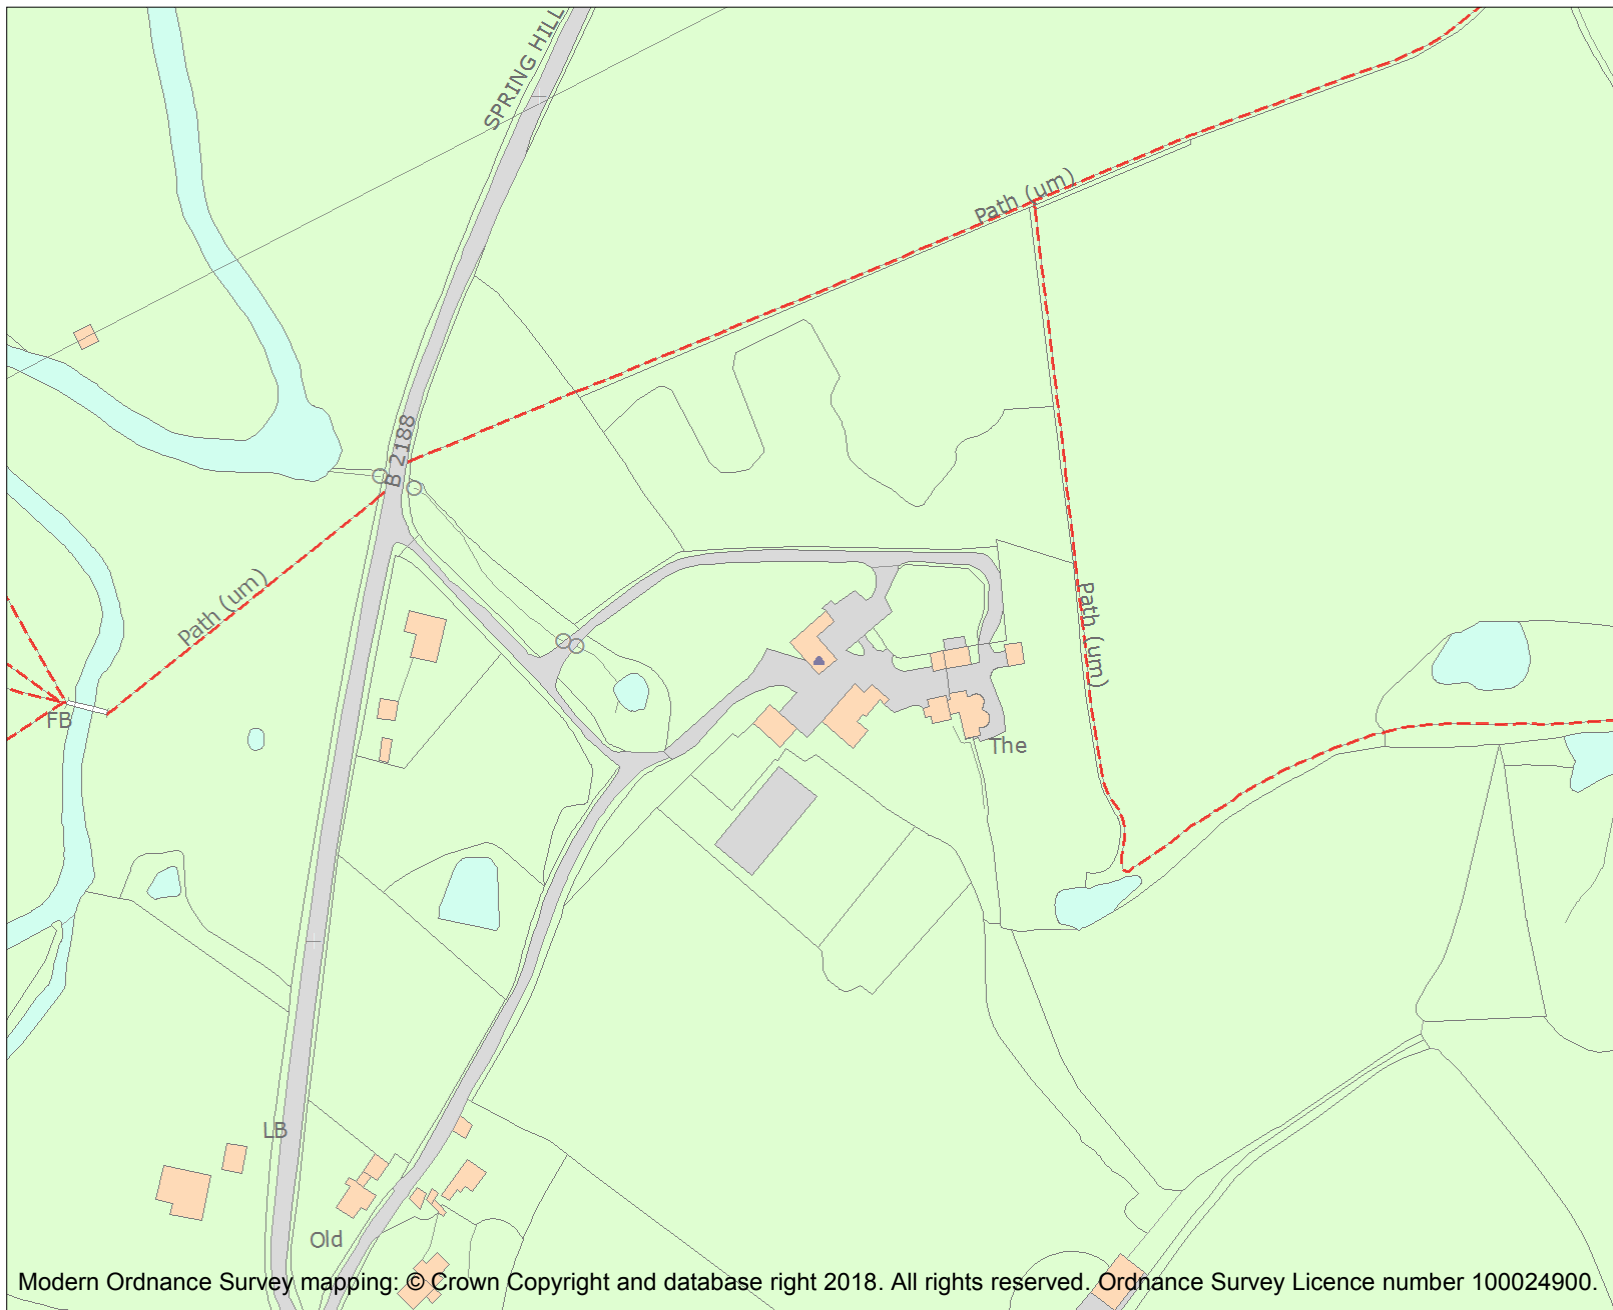 SPRING HILL
Path (um)
B 2188
Path (um)
Path (um)
FB
The
LB
Old
Modern Ordnance Survey mapping: © Crown Copyright and database right 2018. All rights reserved. Ordnance Survey Licence number 100024900.